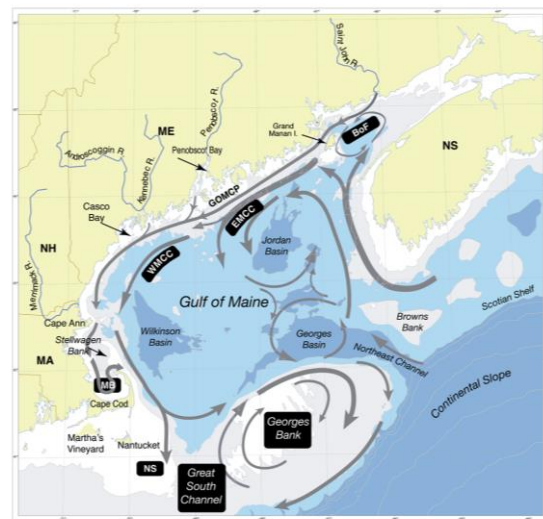 Saint John R.
Penobscot R.
Grand
Manan I.
BoF
ME
NS
Androscoggin R.
Kennebec R.
Penobscot Bay
GOMCP
Casco
Bay
EMCC
NH
WMCC
Jordan
Basin
Merrimack R.
Gulf of Maine
Scotian Shelf
Browns
Bank
Cape Ann
Wilkinson
Basin
Georges
Basin
Stellwagen
Bank
Northeast Channel
MA
MB
Continental Slope
Cape Cod
Georges
Bank
Martha's
Vineyard
Nantucket
NS
Great
South
Channel